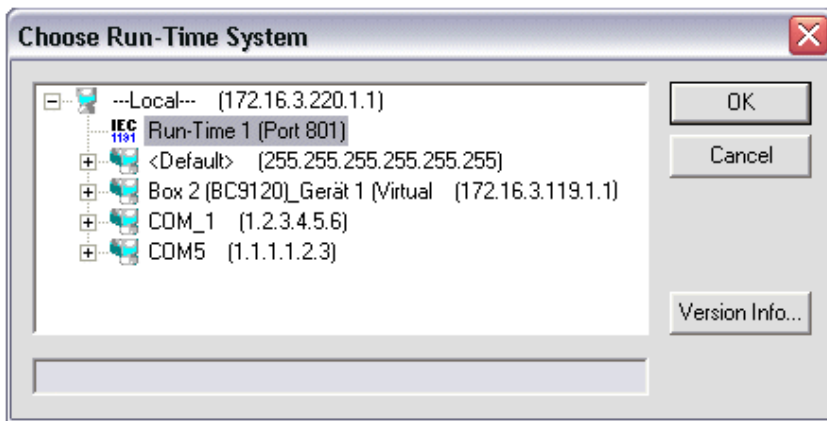 Choose Run-Time System
---Local--- (172.16.3.220.1.1)
IEC 1131 Run-Time 1 (Port 801)
<Default> (255.255.255.255.255.255)
Box 2 (BC9120)_Gerät 1 (Virtual (172.16.3.119.1.1)
COM_1 (1.2.3.4.5.6)
COM5 (1.1.1.1.2.3)
OK
Cancel
Version Info...